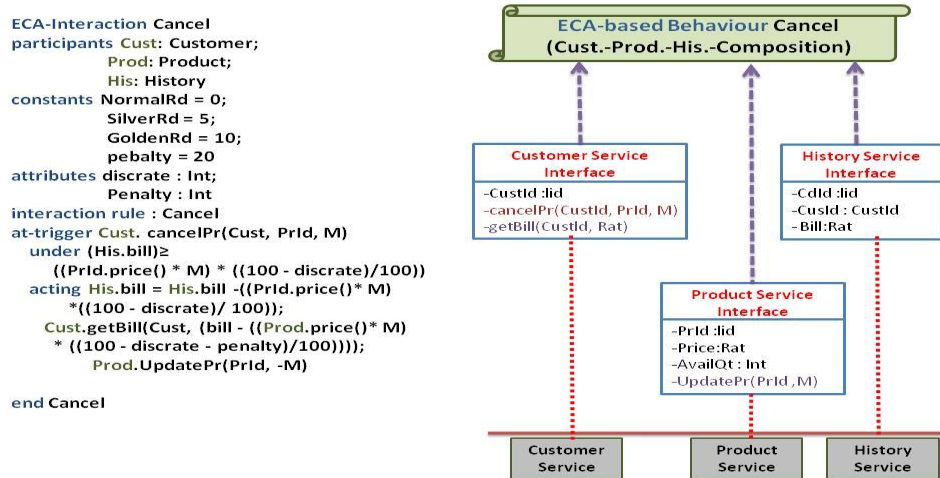 ECA-Interaction Cancel
participants Cust: Customer;
Prod: Product;
His: History
constants NormalRd = 0;
SilverRd = 5;
GoldenRd = 10;
pebalty = 20
attributes discrate : Int;
Penalty : Int
interaction rule : Cancel
at-trigger Cust. cancelPr(Cust, PrId, M)
under (His.bill)≥
((PrId.price() * M) * ((100 - discrate)/100))
acting His.bill = His.bill -((PrId.price()* M)
*((100 - discrate)/ 100));
Cust.getBill(Cust, (bill - ((Prod.price()* M)
* ((100 - discrate - penalty)/100))));
Prod.UpdatePr(PrId, -M)
end Cancel
ECA-based Behaviour Cancel
(Cust.-Prod.-His.-Composition)
Customer Service
Interface
-CustId :Iid
-cancelPr(CustId, PrId, M)
-getBill(CustId, Rat)
History Service
Interface
-CdId :Iid
-CusId : CustId
-Bill:Rat
Product Service
Interface
-PrId :Iid
-Price:Rat
-AvailQt : Int
-UpdatePr(PrId ,M)
Customer
Service
Product
Service
History
Service